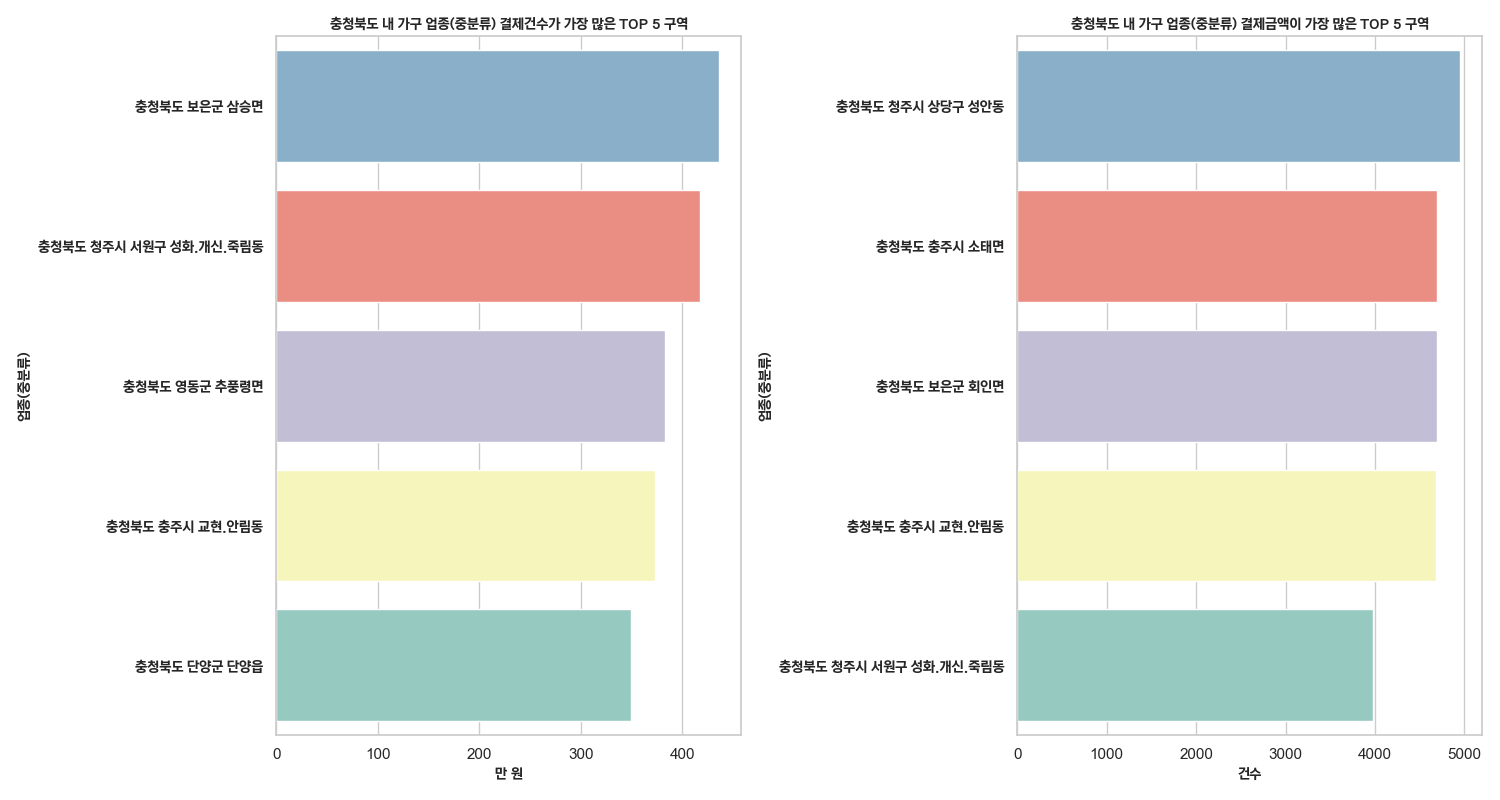 충청북도 내 가구 업종(중분류) 결제건수가 가장 많은 TOP 5 구역
충청북도 보은군 삼승면
충청북도 청주시 서원구 성화.개신.죽림동
충청북도 영동군 추풍령면
충청북도 충주시 교현.안림동
충청북도 단양군 단양읍
업종(중분류)
0 100 200 300 400
만 원
충청북도 내 가구 업종(중분류) 결제금액이 가장 많은 TOP 5 구역
충청북도 청주시 상당구 성안동
충청북도 충주시 소태면
충청북도 보은군 회인면
충청북도 충주시 교현.안림동
충청북도 청주시 서원구 성화.개신.죽림동
업종(중분류)
0 1000 2000 3000 4000 5000
건수